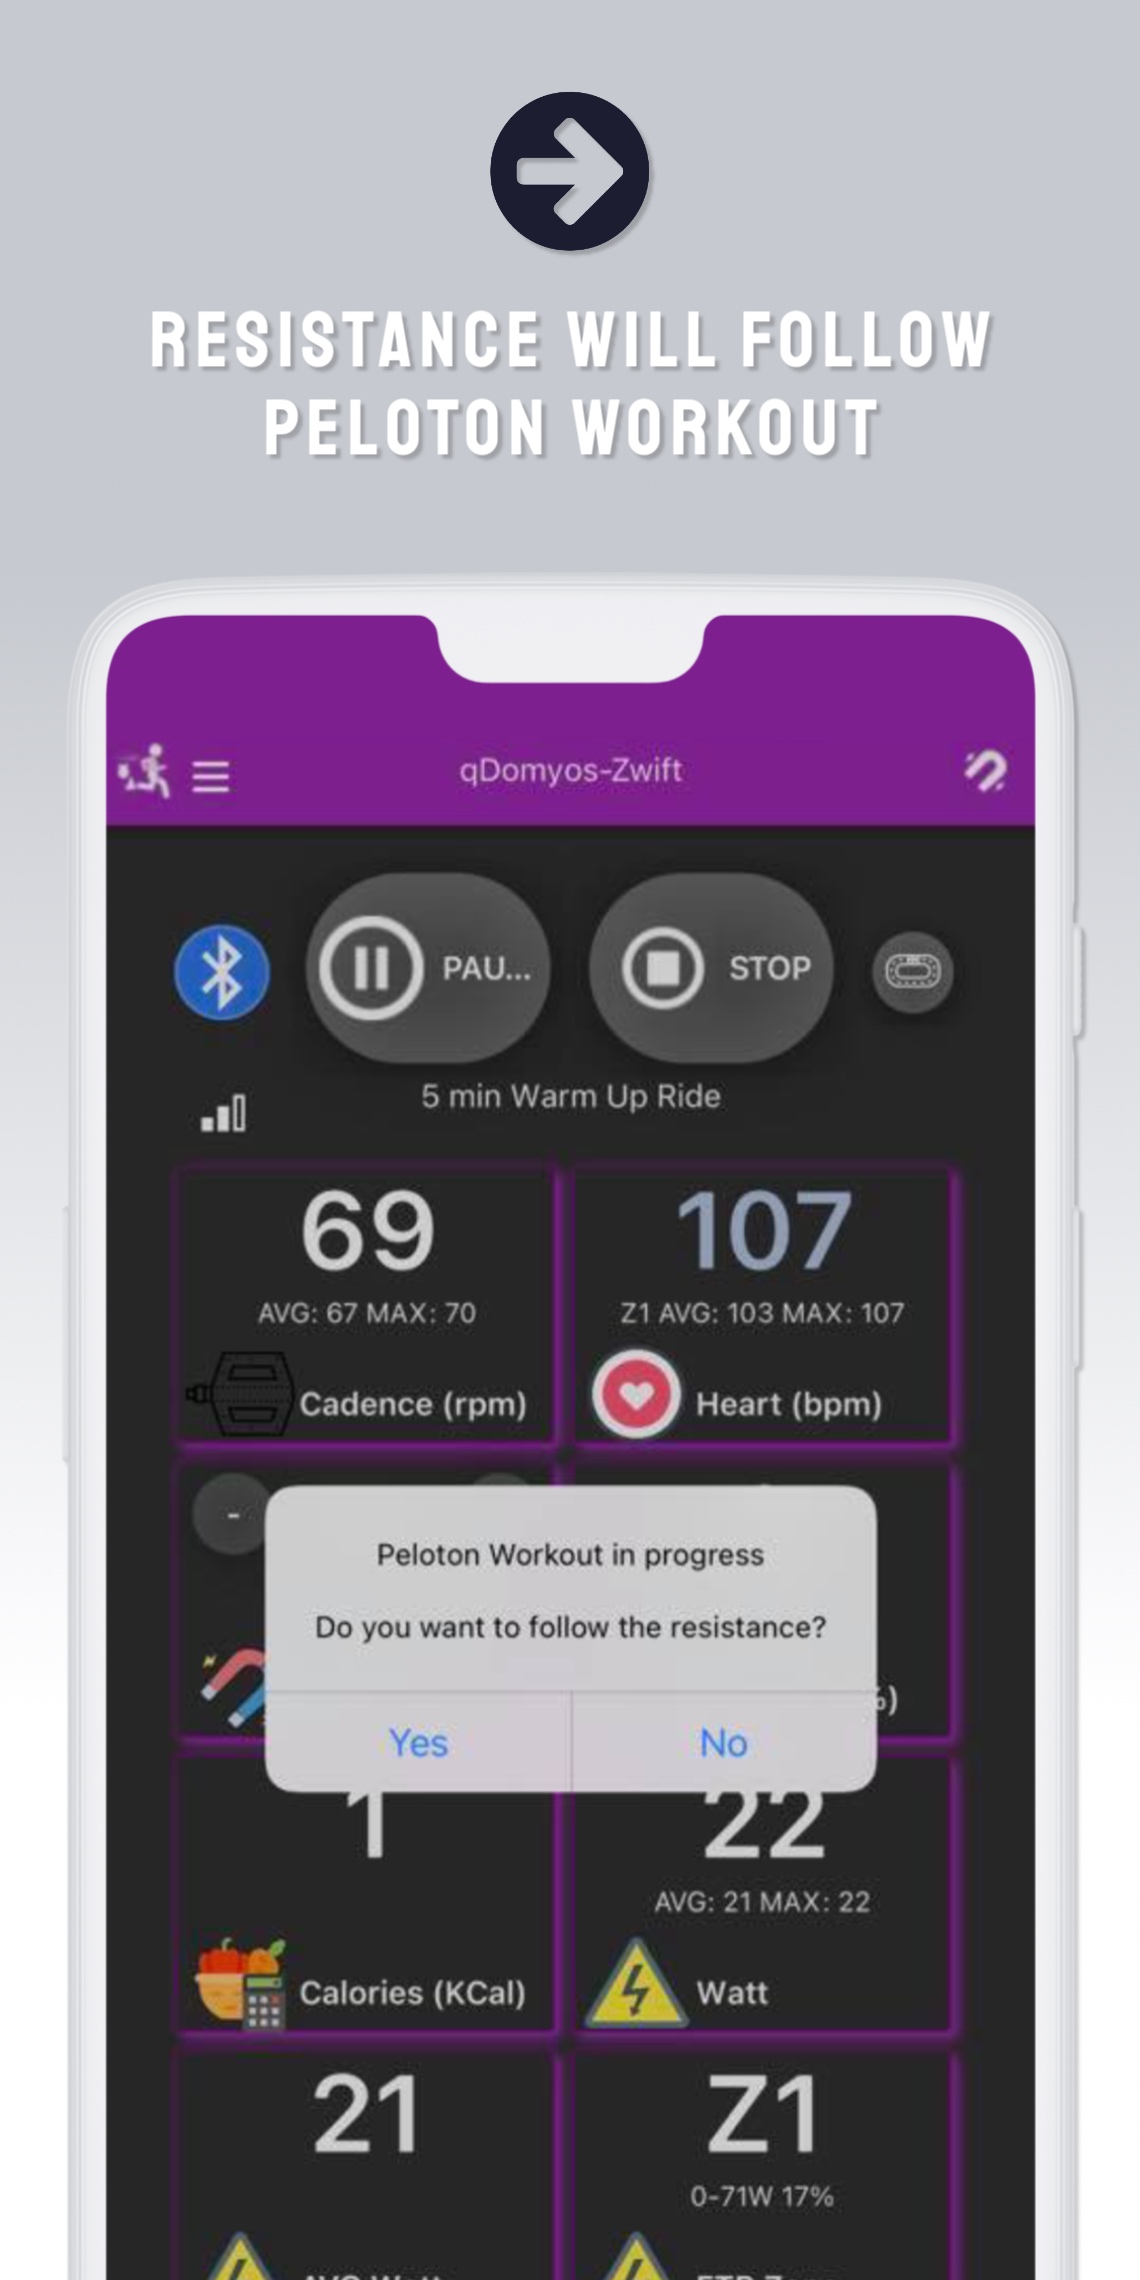 RESISTANCE WILL FOLLOW
PELOTON WORKOUT
qDomyos-Zwift
PAU...
STOP
5 min Warm Up Ride
69
107
AVG: 67 MAX: 70
Z1 AVG: 103 MAX: 107
Cadence (rpm)
Heart (bpm)
-
Peloton Workout in progress
Do you want to follow the resistance?
Yes
No
1
22
AVG: 21 MAX: 22
Calories (KCal)
Watt
21
Z1
0-71W 17%